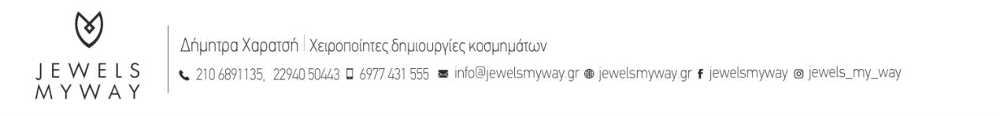 JEWELS
MYWAY
Δήμητρα Χαρατσή | Χειροποίητες δημιουργίες κοσμημάτων
210 6891135, 22940 50443 6977 431 555 info@jewelsmyway.gr jewelsmyway.gr jewelsmyway jewels_my_way